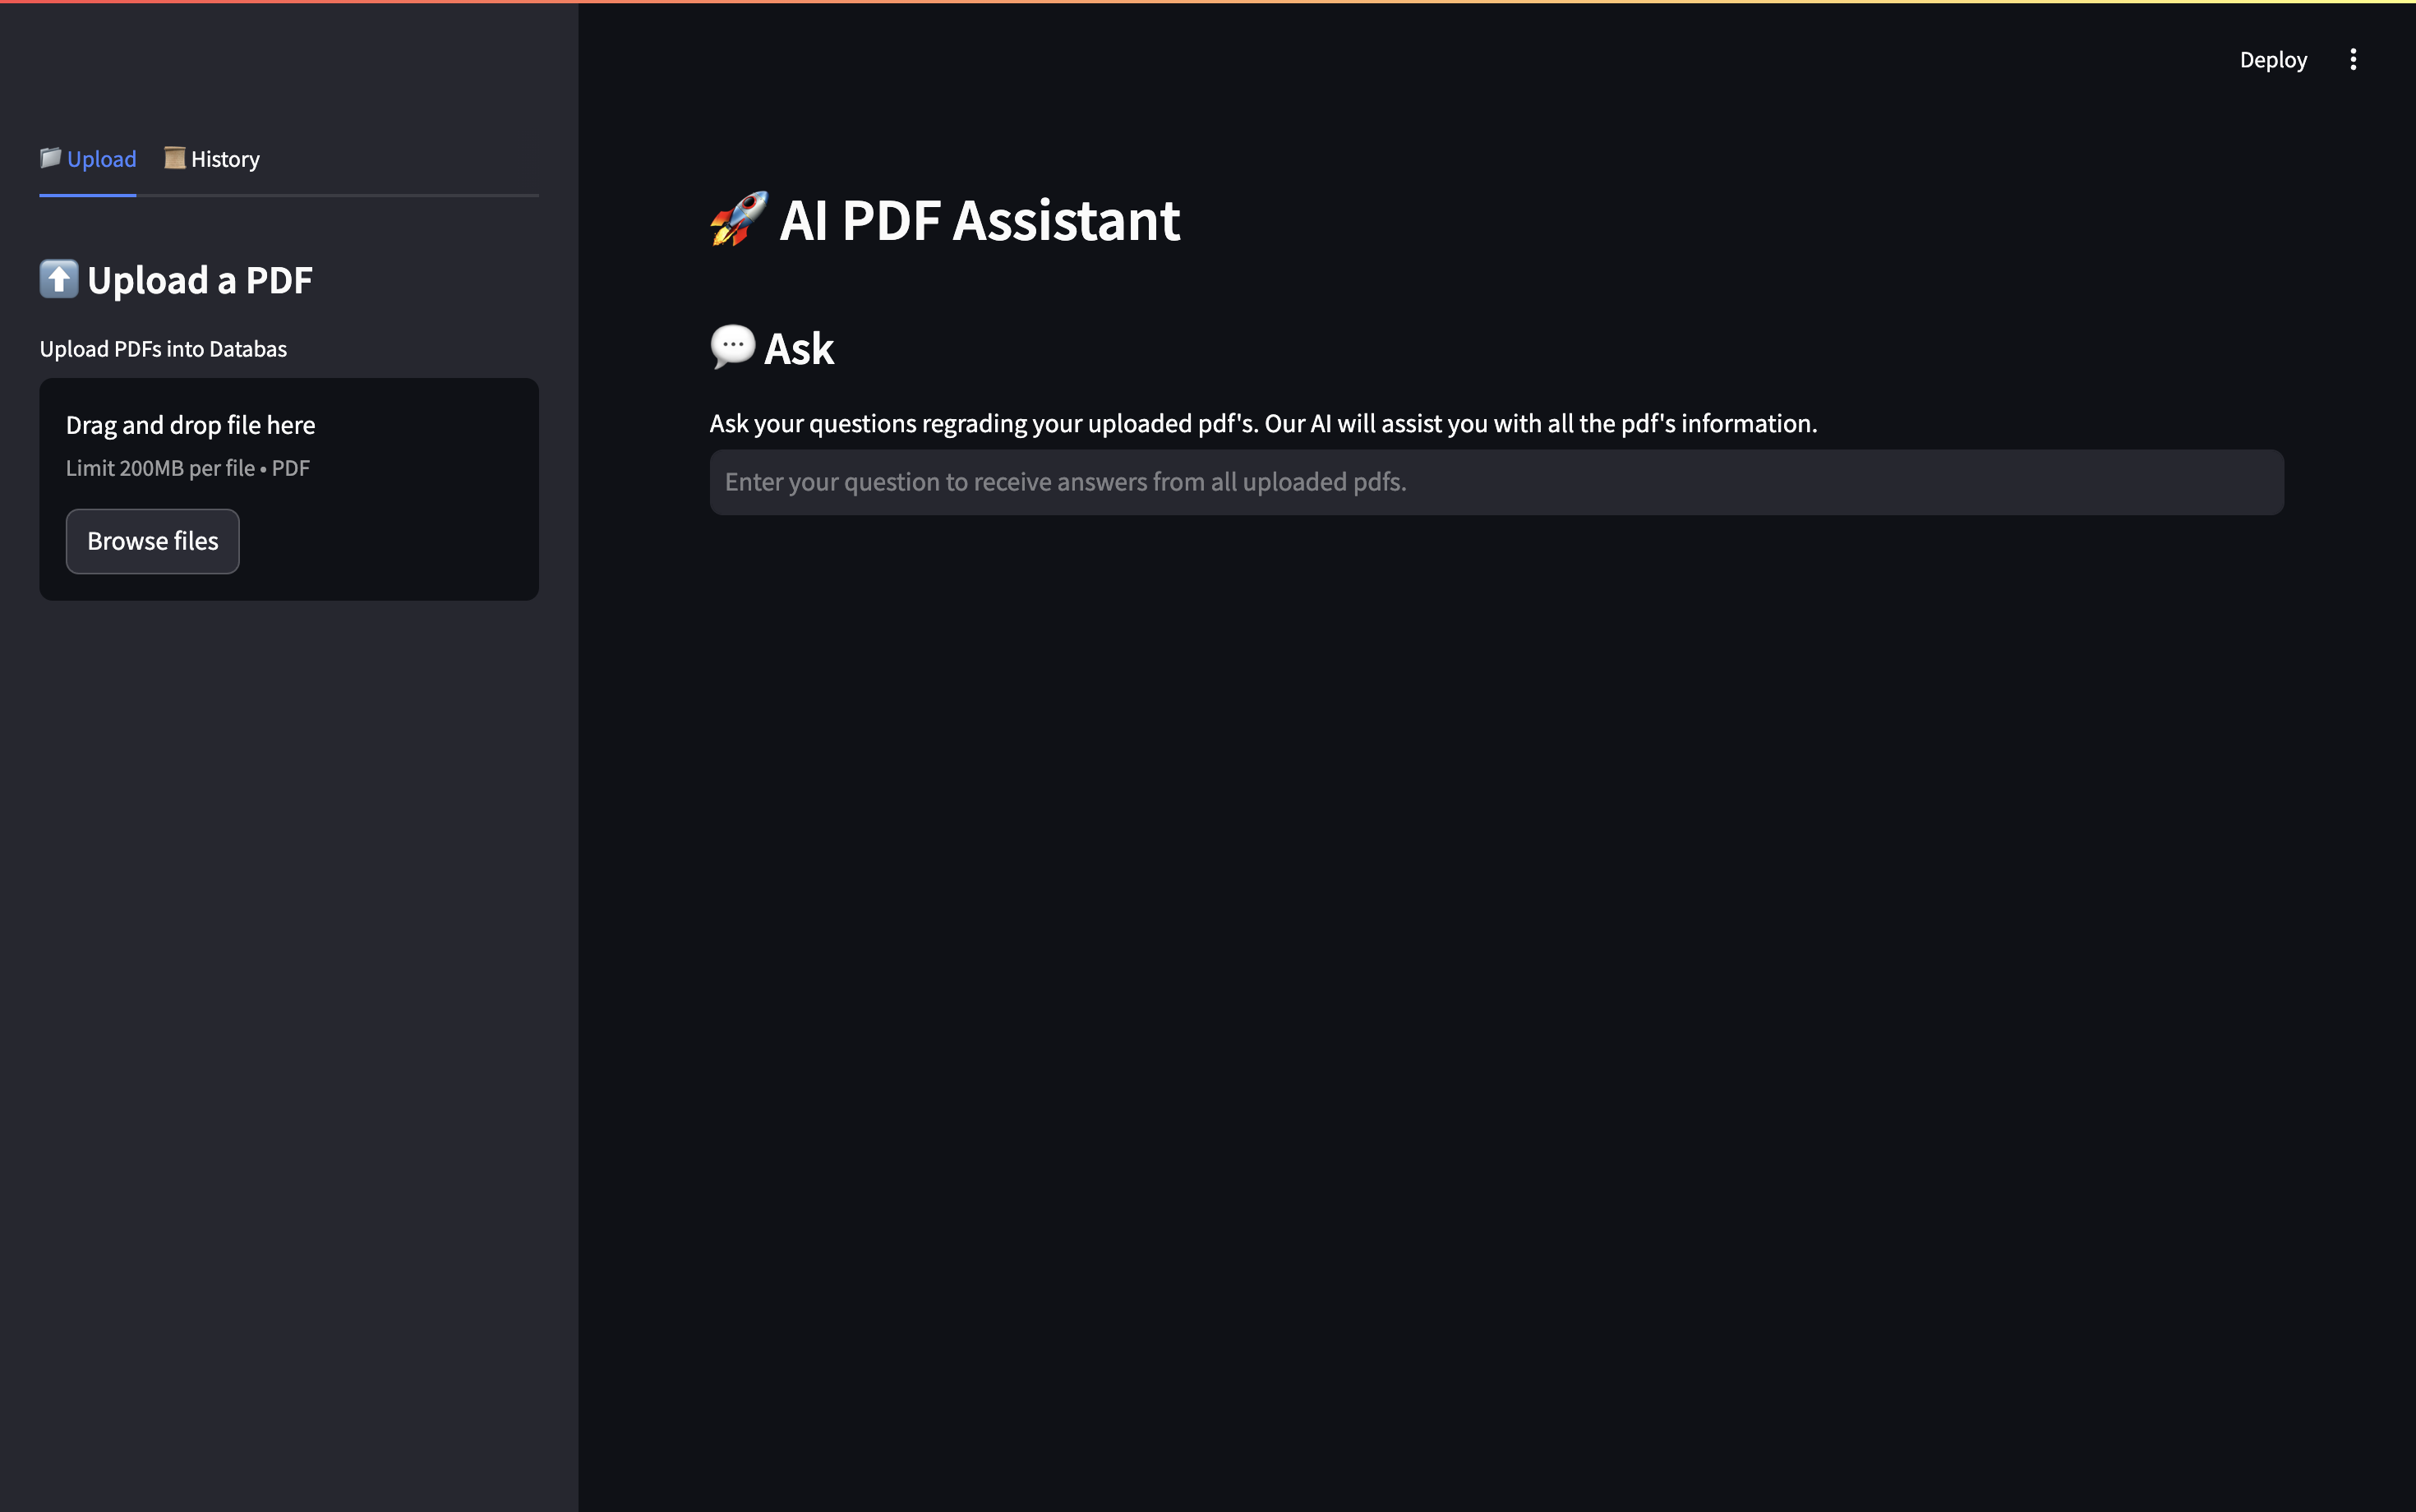 Deploy
Upload
History
Upload a PDF
Upload PDFs into Databas
Drag and drop file here
Limit 200MB per file • PDF
Browse files
AI PDF Assistant
Ask
Ask your questions regrading your uploaded pdf's. Our AI will assist you with all the pdf's information.
Enter your question to receive answers from all uploaded pdfs.